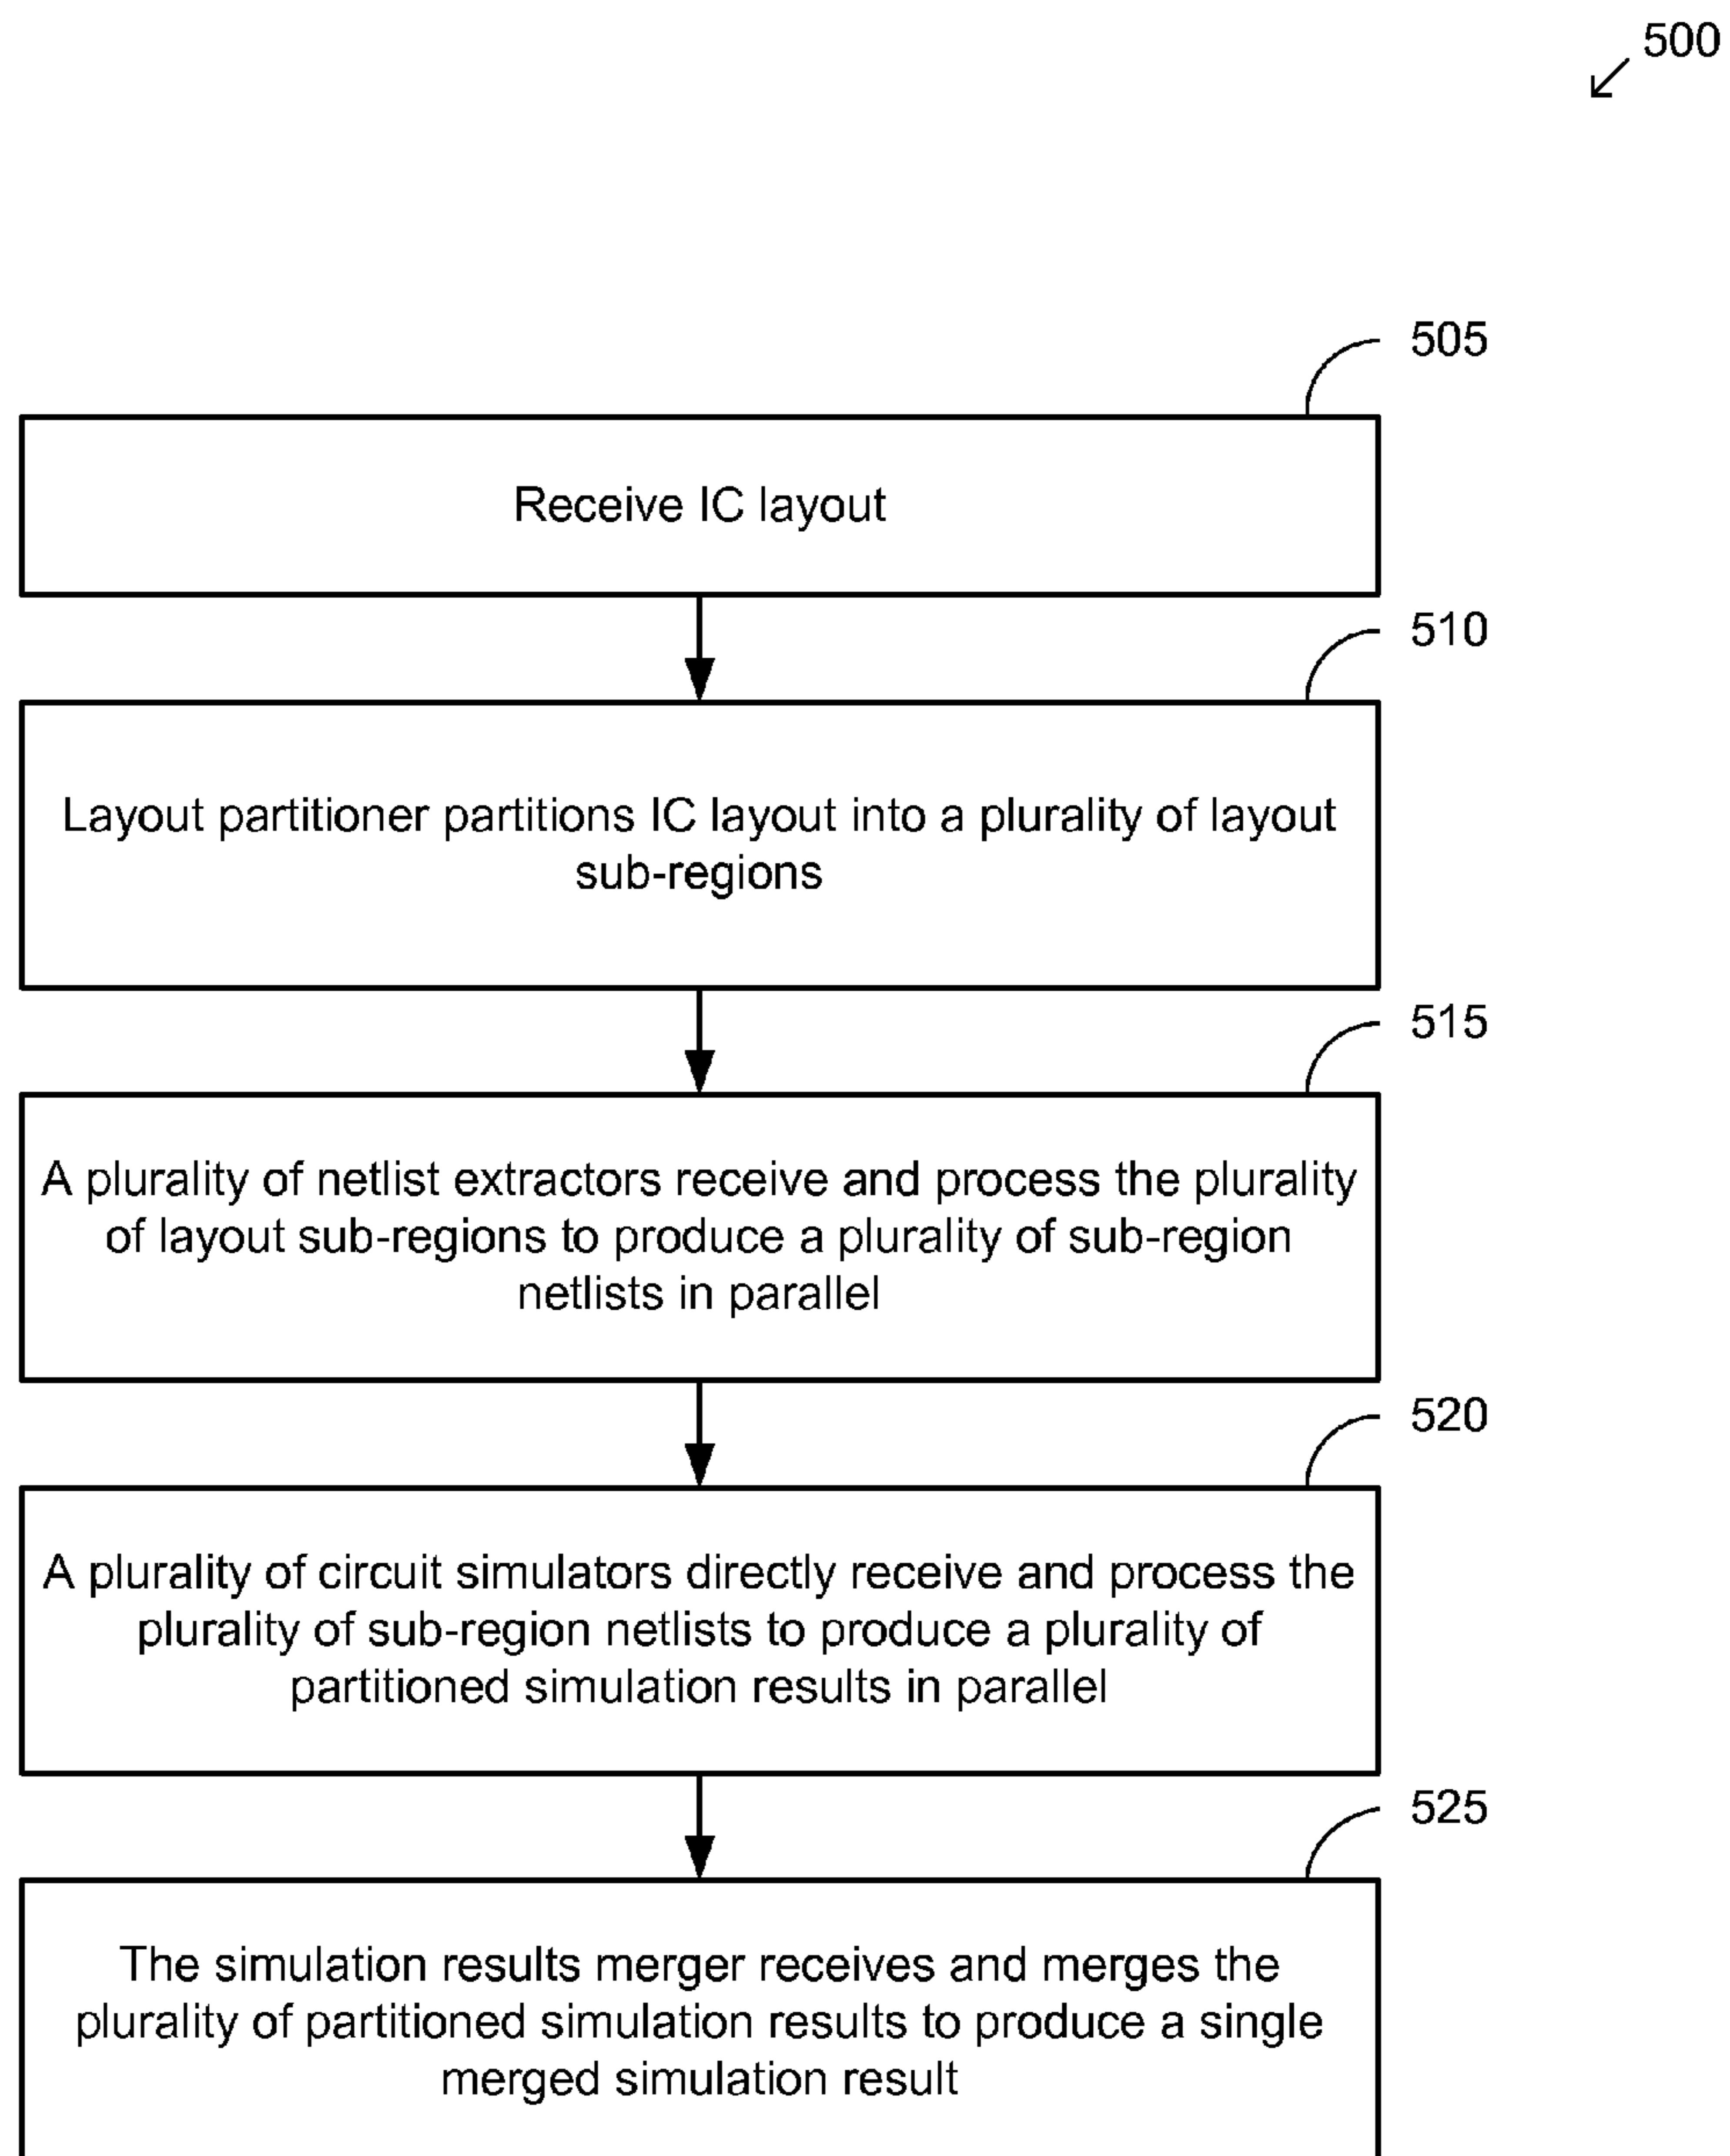 500
505
Receive IC layout
510
Layout partitioner partitions IC layout into a plurality of layout
sub-regions
515
A plurality of netlist extractors receive and process the plurality
of layout sub-regions to produce a plurality of sub-region
netlists in parallel
520
A plurality of circuit simulators directly receive and process the
plurality of sub-region netlists to produce a plurality of
partitioned simulation results in parallel
525
The simulation results merger receives and merges the
plurality of partitioned simulation results to produce a single
merged simulation result